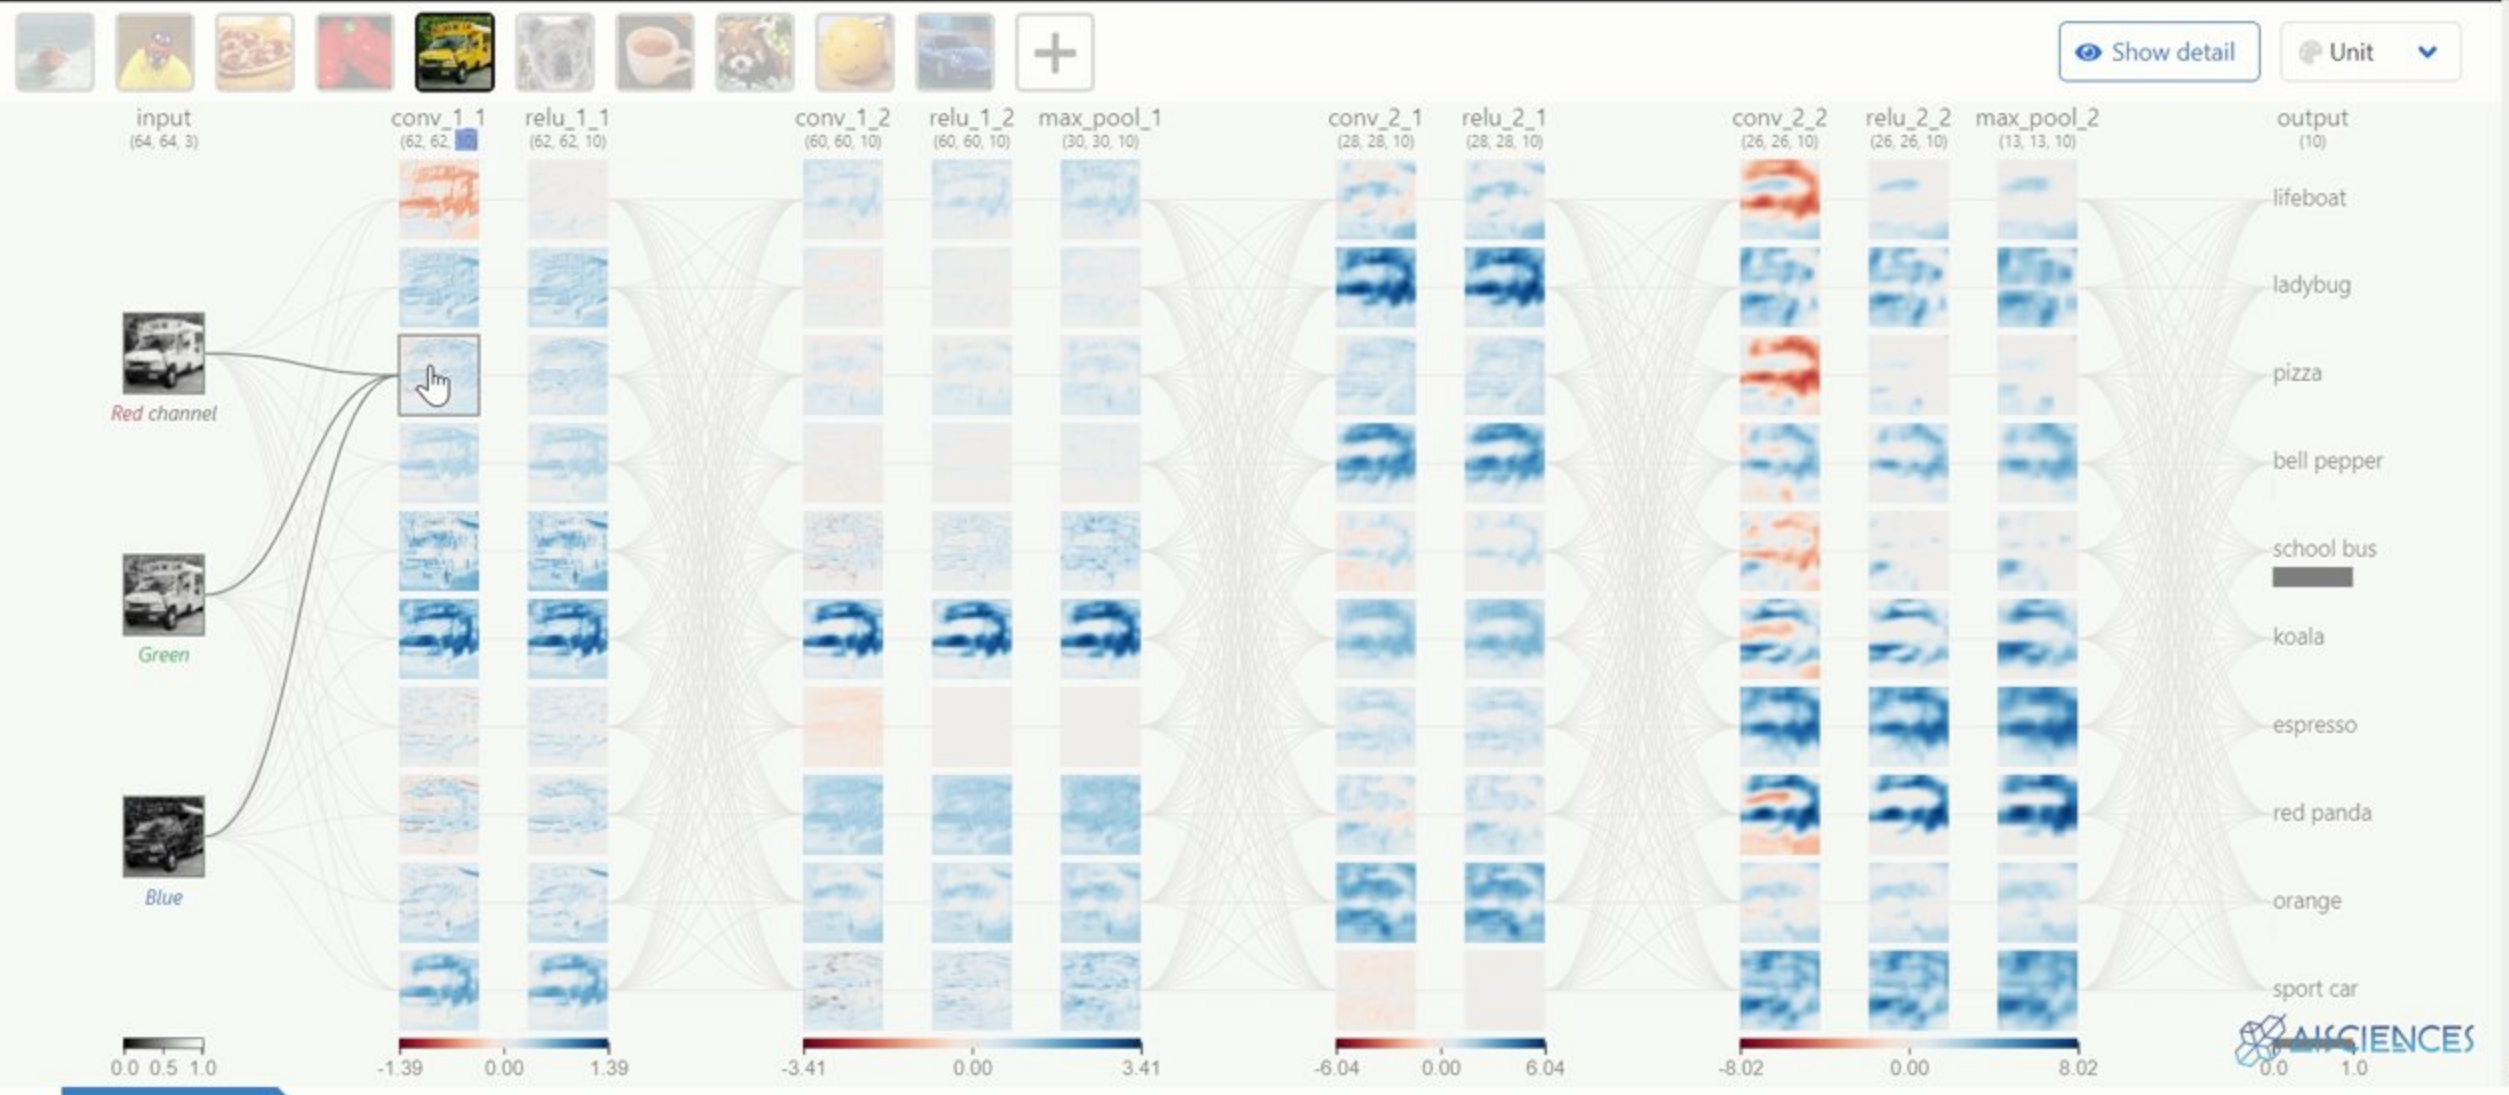 Show detail
Unit
input
(64, 64, 3)
conv_1_1
(62, 62, 10)
relu_1_1
(62, 62, 10)
conv_1_2
(60, 60, 10)
relu_1_2
(60, 60, 10)
max_pool_1
(30, 30, 10)
conv_2_1
(28, 28, 10)
relu_2_1
(28, 28, 10)
conv_2_2
(26, 26, 10)
relu_2_2
(26, 26, 10)
max_pool_2
(13, 13, 10)
output
(10)
Red channel
Green
Blue
lifeboat
ladybug
pizza
bell pepper
school bus
koala
espresso
red panda
orange
sport car
AISCIENCES
0.0 0.5 1.0
-1.39 0.00 1.39
-3.41 0.00 3.41
-6.04 0.00 6.04
-8.02 0.00 8.02
0.0 1.0